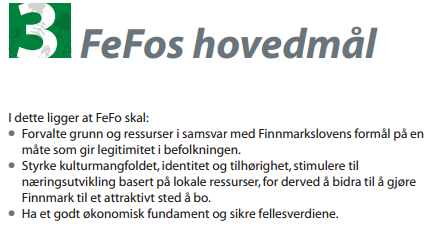 3 FeFos hovedmål
I dette ligger at FeFo skal:
• Forvalte grunn og ressurser i samsvar med Finnmarkslovens formål på en
måte som gir legitimitet i befolkningen.
• Styrke kulturmangfoldet, identitet og tilhørighet, stimulere til
næringsutvikling basert på lokale ressurser, for derved å bidra til å gjøre
Finnmark til et attraktivt sted å bo.
• Ha et godt økonomisk fundament og sikre fellesverdiene.